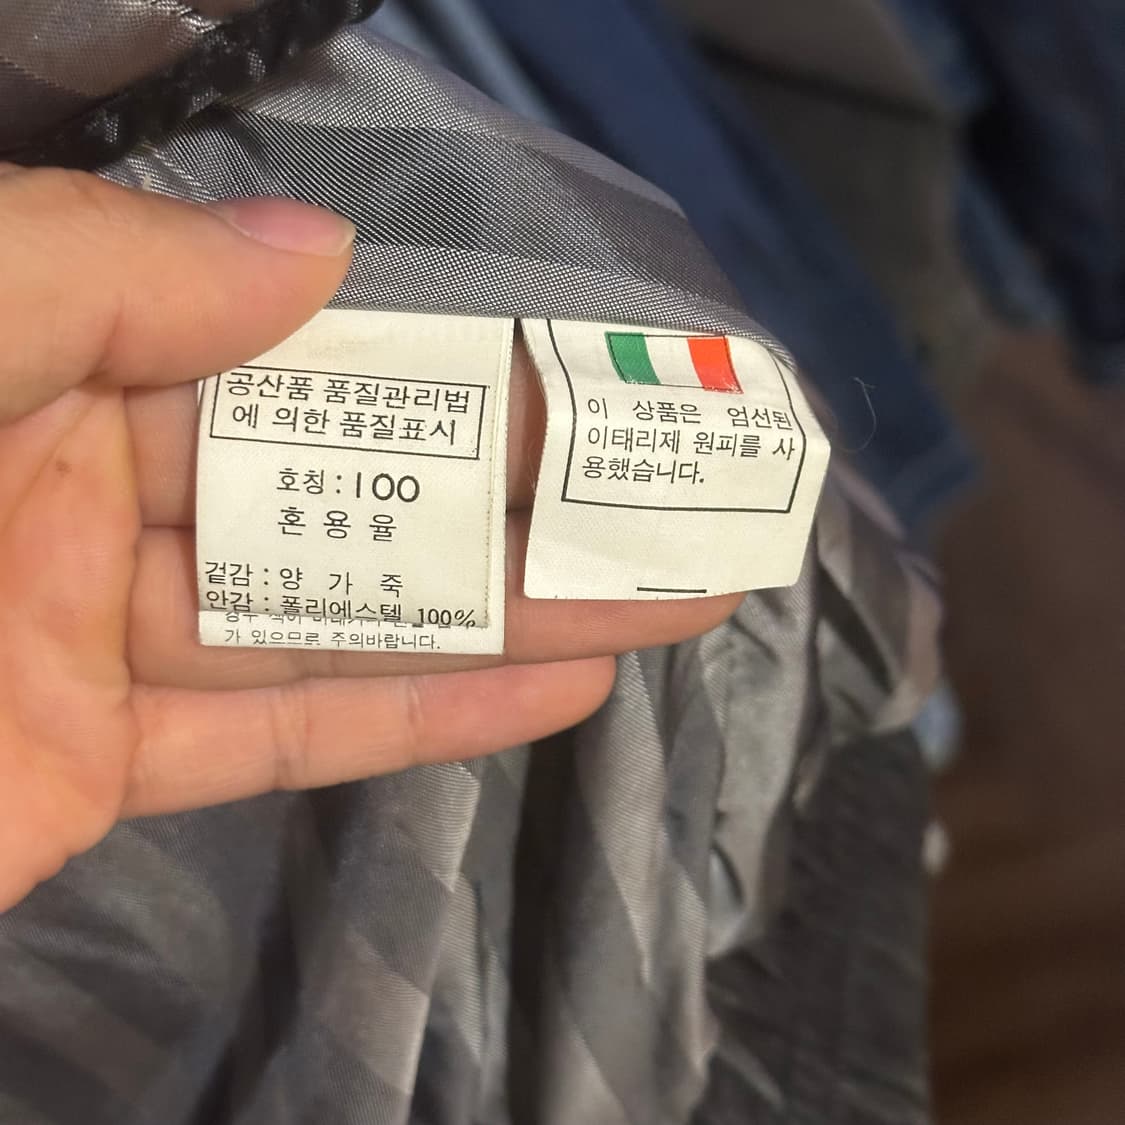 공산품 품질관리법
에 의한 품질표시
호칭 : 100
혼 용 율
겉감 : 양 가 죽
안감 : 폴리에스텔 100%
가 있으므로 주의바랍니다.
이 상품은 엄선된
이태리제 원피를 사
용했습니다.